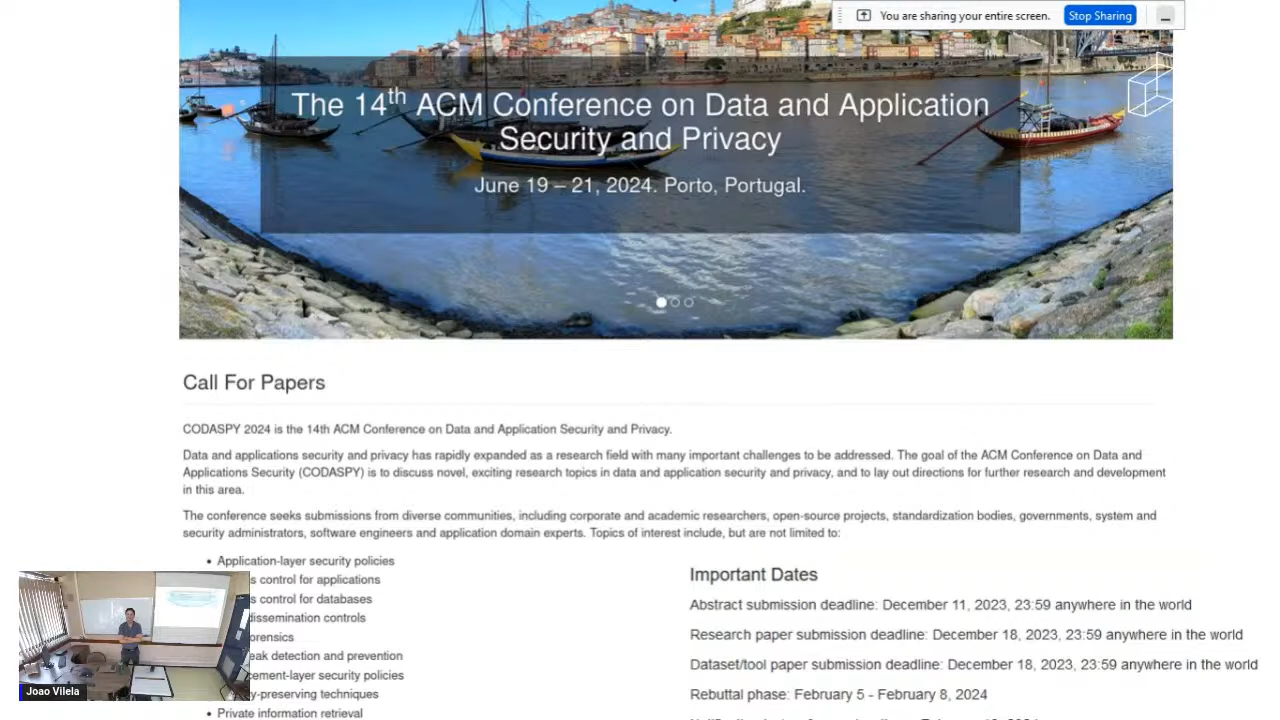 You are sharing your entire screen.
Stop Sharing
The 14th ACM Conference on Data and Application
Security and Privacy
June 19 – 21, 2024. Porto, Portugal.
Call For Papers
CODASPY 2024 is the 14th ACM Conference on Data and Application Security and Privacy.
Data and applications security and privacy has rapidly expanded as a research field with many important challenges to be addressed. The goal of the ACM Conference on Data and
Applications Security (CODASPY) is to discuss novel, exciting research topics in data and application security and privacy, and to lay out directions for further research and development
in this area.
The conference seeks submissions from diverse communities, including corporate and academic researchers, open-source projects, standardization bodies, governments, system and
security administrators, software engineers and application domain experts. Topics of interest include, but are not limited to:
• Application-layer security policies
control for applications
control for databases
dissemination controls
detection and prevention
security policies
preserving techniques
• Private information retrieval
Important Dates
Abstract submission deadline: December 11, 2023, 23:59 anywhere in the world
Research paper submission deadline: December 18, 2023, 23:59 anywhere in the world
Dataset/tool paper submission deadline: December 18, 2023, 23:59 anywhere in the world
Rebuttal phase: February 5 - February 8, 2024
Joao Vilela